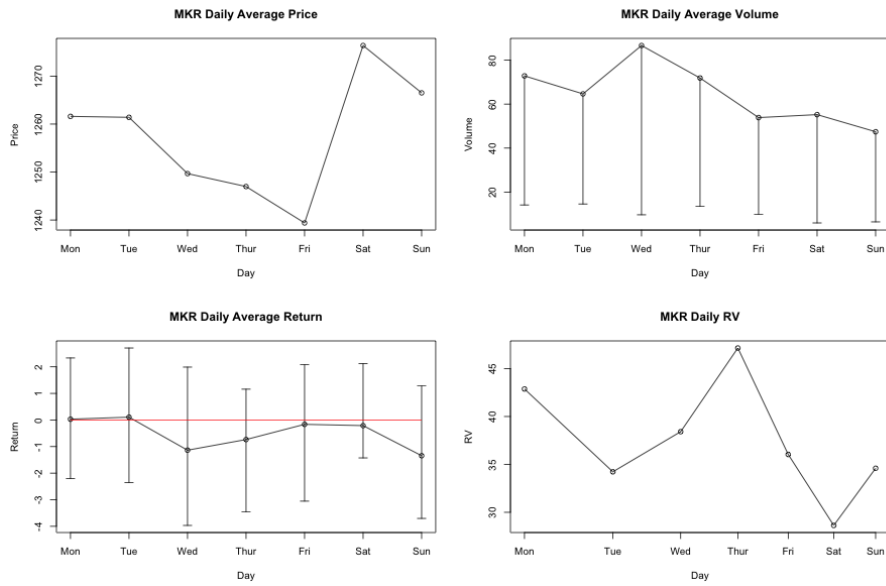 MKR Daily Average Price
Price
1270
1260
1250
1240
Mon Tue Wed Thur Fri Sat Sun
Day
MKR Daily Average Volume
Volume
80
60
40
20
Mon Tue Wed Thur Fri Sat Sun
Day
MKR Daily Average Return
Return
2
1
0
-1
-2
-3
-4
Mon Tue Wed Thur Fri Sat Sun
Day
MKR Daily RV
RV
45
40
35
30
Mon Tue Wed Thur Fri Sat Sun
Day